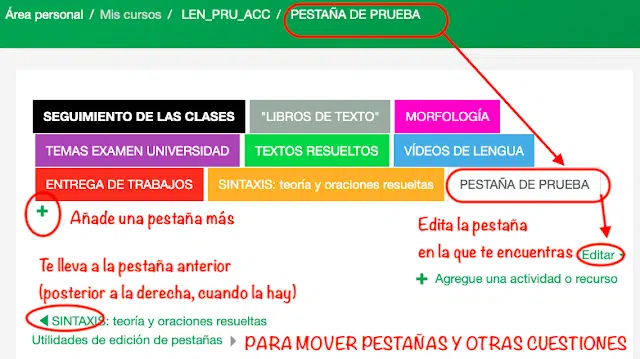 Área personal / Mis cursos / LEN_PRU_ACC / PESTAÑA DE PRUEBA
SEGUIMIENTO DE LAS CLASES "LIBROS DE TEXTO" MORFOLOGÍA
TEMAS EXAMEN UNIVERSIDAD TEXTOS RESUELTOS VÍDEOS DE LENGUA
ENTREGA DE TRABAJOS SINTAXIS: teoría y oraciones resueltas PESTAÑA DE PRUEBA
+ Añade una pestaña más
Edita la pestaña
en la que te encuentras Editar
Te lleva a la pestaña anterior
(posterior a la derecha, cuando la hay)
+ Agregue una actividad o recurso
SINTAXIS: teoría y oraciones resueltas
Utilidades de edición de pestañas PARA MOVER PESTAÑAS Y OTRAS CUESTIONES